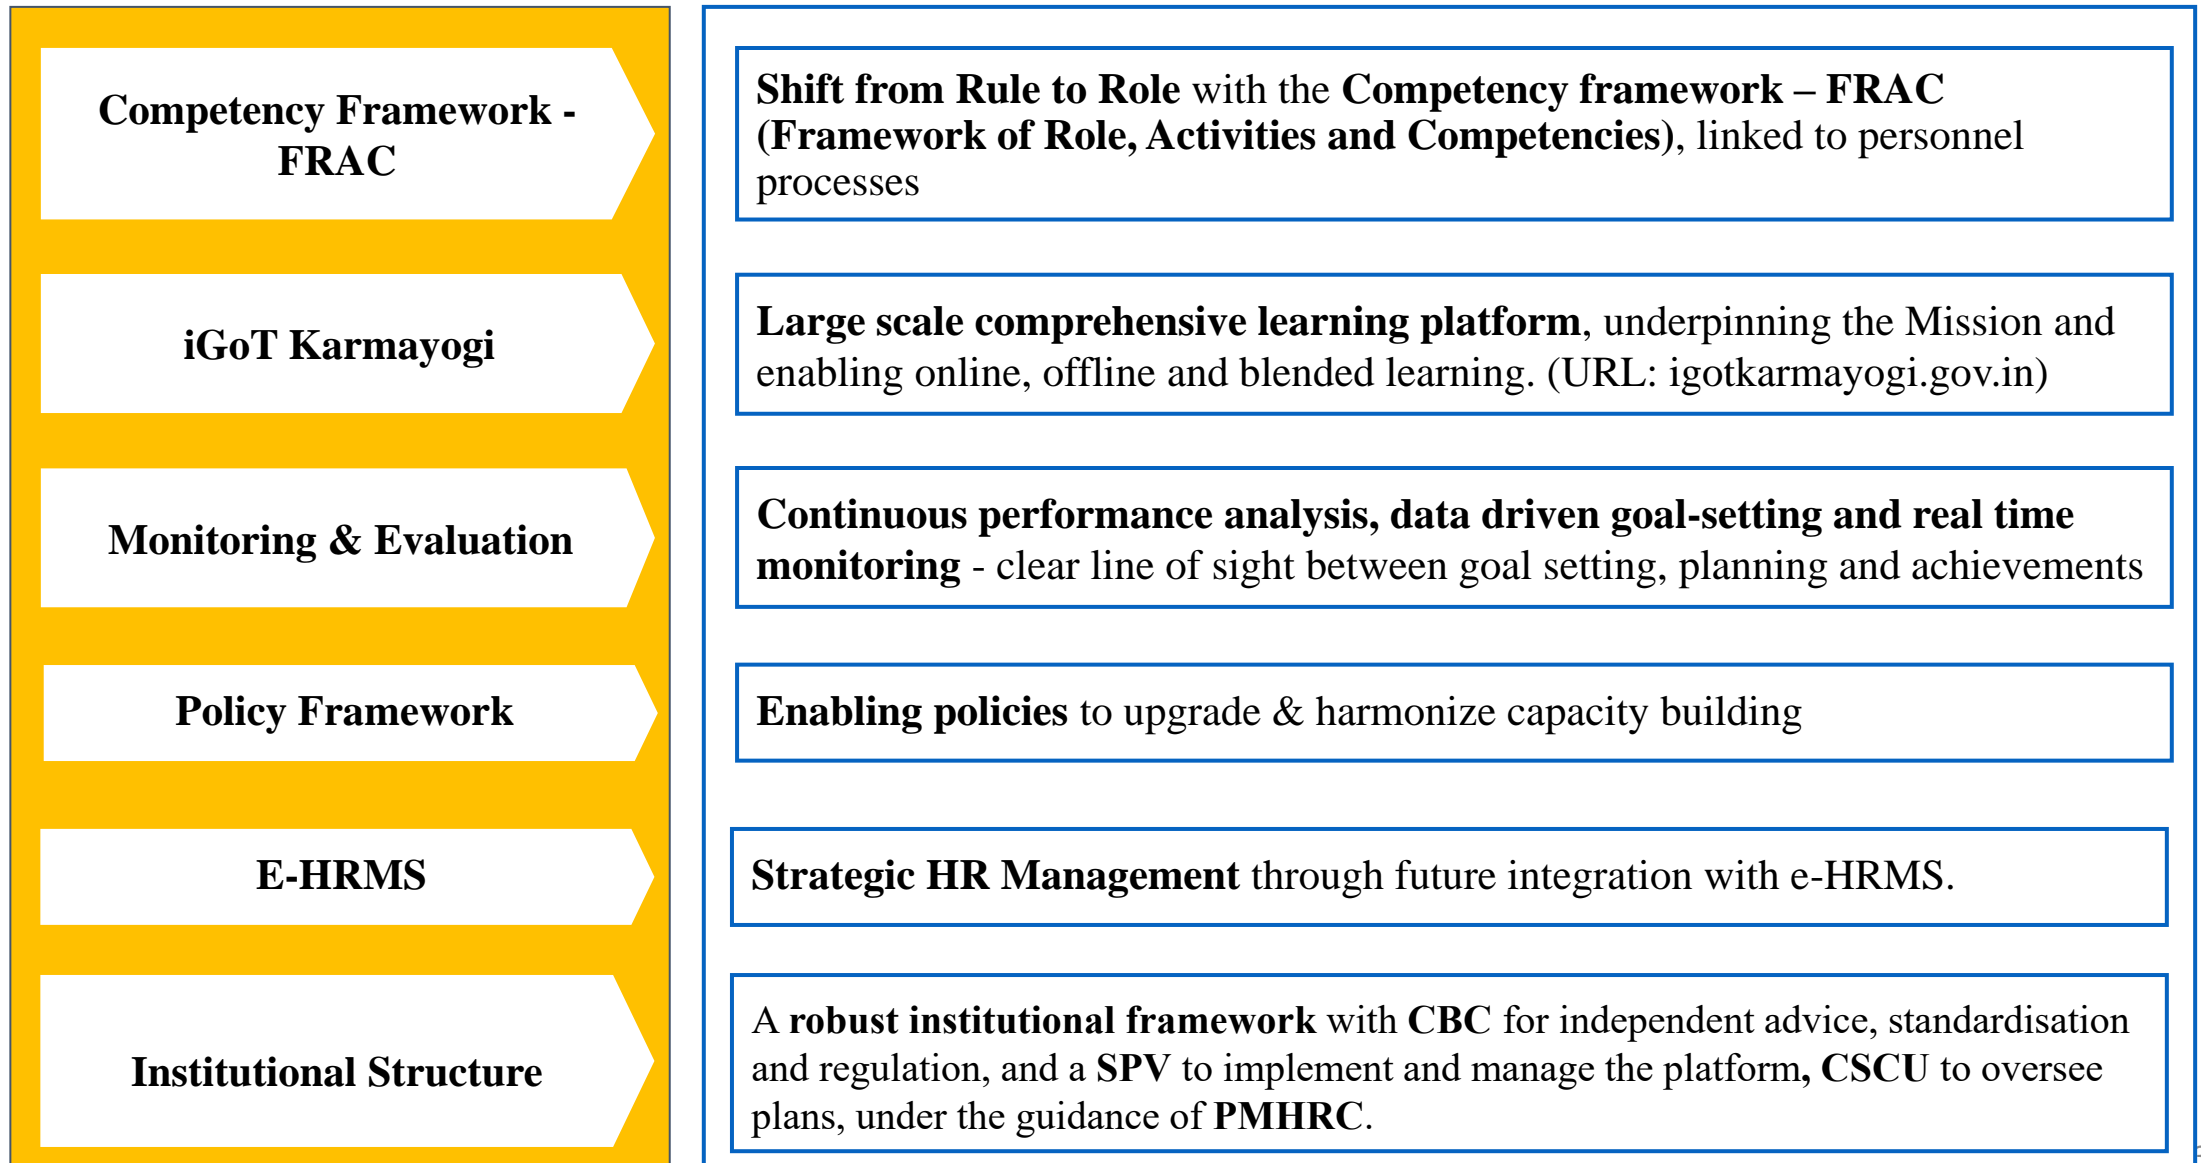 Competency Framework -
FRAC
Shift from Rule to Role with the Competency framework – FRAC
(Framework of Role, Activities and Competencies), linked to personnel
processes
iGoT Karmayogi
Large scale comprehensive learning platform, underpinning the Mission and
enabling online, offline and blended learning. (URL: igotkarmayogi.gov.in)
Monitoring & Evaluation
Continuous performance analysis, data driven goal-setting and real time
monitoring - clear line of sight between goal setting, planning and achievements
Policy Framework
Enabling policies to upgrade & harmonize capacity building
E-HRMS
Strategic HR Management through future integration with e-HRMS.
Institutional Structure
A robust institutional framework with CBC for independent advice, standardisation
and regulation, and a SPV to implement and manage the platform, CSCU to oversee
plans, under the guidance of PMHRC.